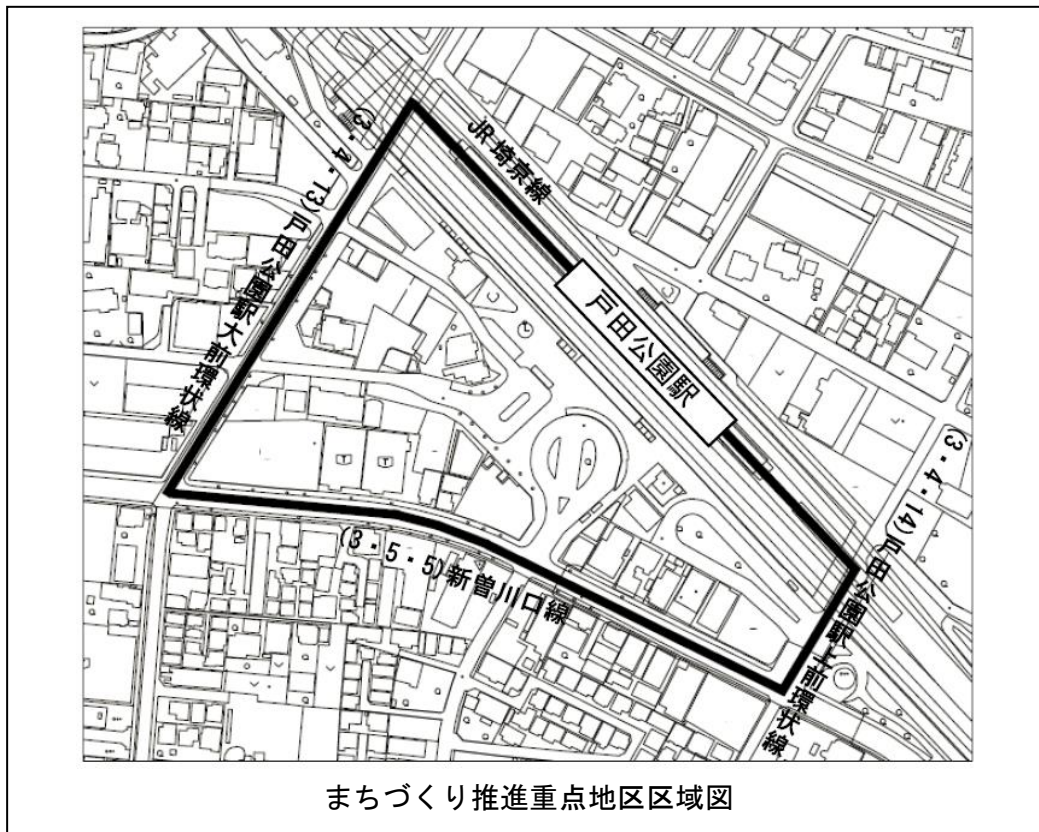 JR 埼京線
(3・4・13)戸田公園駅大前環状線
戸田公園駅
(3・4・14)戸田公園駅上前環状線
(3・5・5)新曽川口線
まちづくり推進重点地区区域図